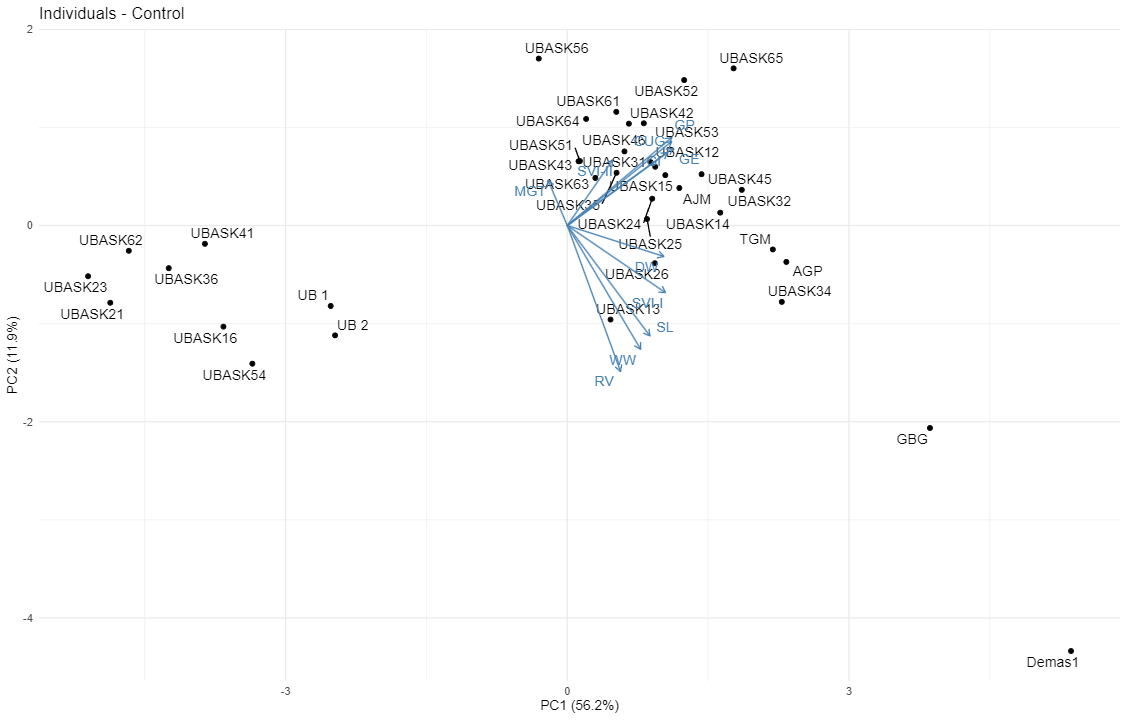 Individuals - Control
2
UBASK56
UBASK65
UBASK52
UBASK61
UBASK42
UBASK64
GP
UBASK53
UBASK46
GUG
UBASK51
UBASK12
UBASK43
UBASK31
GE
SVHI
UBASK45
UBASK63
UBASK15
MGT
AJM
UBASK32
UBASK35
UBASK24
UBASK14
0
UBASK41
UBASK62
TGM
UBASK25
DW
AGP
UBASK26
UBASK36
UBASK23
UBASK34
UB 1
SVLI
UBASK13
UBASK21
UB 2
SL
UBASK16
WW
UBASK54
RV
PC2 (11.9%)
-2
GBG
-4
Demas1
-3
0
3
PC1 (56.2%)